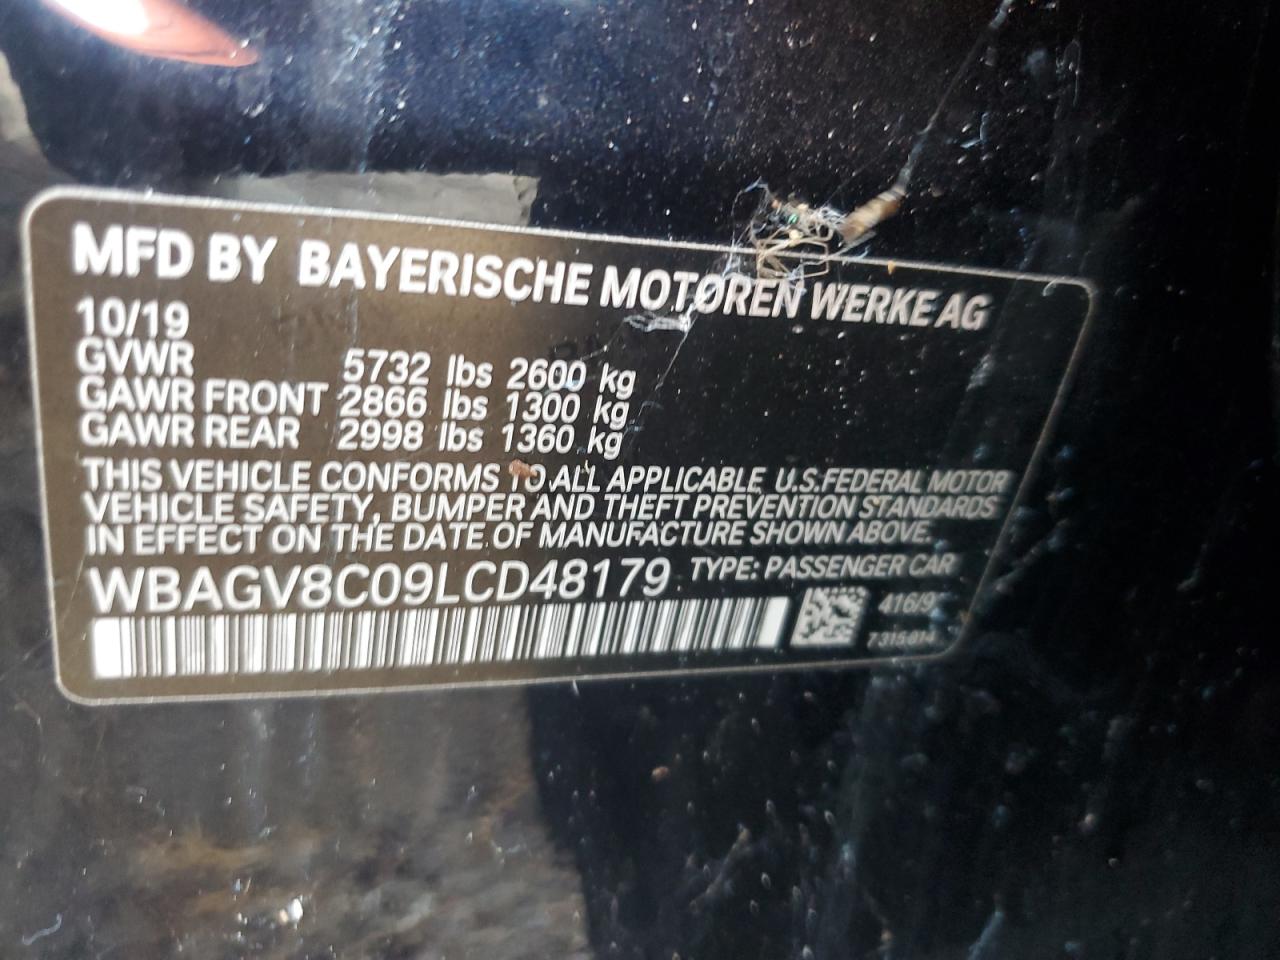 MFD BY BAYERISCHE MOTOREN WERKE AG
10/19
GVWR 5732 lbs 2600 kg
GAWR FRONT 2866 lbs 1300 kg
GAWR REAR 2998 lbs 1360 kg
THIS VEHICLE CONFORMS TO ALL APPLICABLE U.S.FEDERAL MOTOR
VEHICLE SAFETY, BUMPER AND THEFT PREVENTION STANDARDS
IN EFFECT ON THE DATE OF MANUFACTURE SHOWN ABOVE.
WBAGV8C09LCD48179 TYPE: PASSENGER CAR